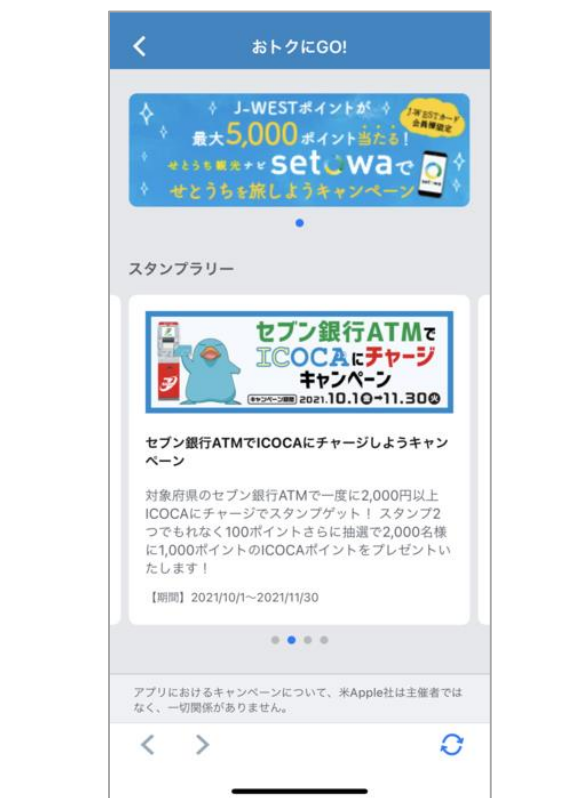 おトクにGO!
J-WESTポイントが
最大5,000ポイント当たる!
J-WESTカード
会員様限定
せとうち観光ナビsetowaで
せとうちを旅しようキャンペーン
スタンプラリー
セブン銀行ATMで
ICOCAにチャージ
キャンペーン
キャンペーン期間 2021.10.1金→11.30火
セブン銀行ATMでICOCAにチャージしようキャン
ペーン
対象府県のセブン銀行ATMで一度に2,000円以上
ICOCAにチャージでスタンプゲット！ スタンプ2
つでもれなく100ポイントさらに抽選で2,000名様
に1,000ポイントのICOCAポイントをプレゼントい
たします！
【期間】2021/10/1〜2021/11/30
アプリにおけるキャンペーンについて、米Apple社は主催者では
なく、一切関係がありません。